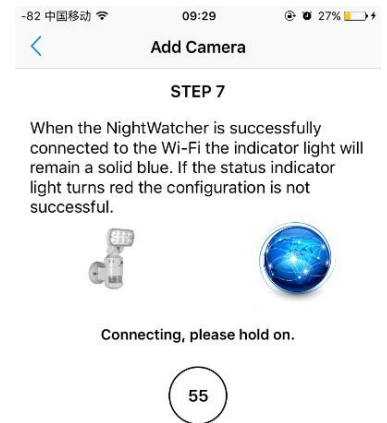 -82 中国移动 09:29 27%
Add Camera
STEP 7
When the NightWatcher is successfully
connected to the Wi-Fi the indicator light will
remain a solid blue. If the status indicator
light turns red the configuration is not
successful.
Connecting, please hold on.
55